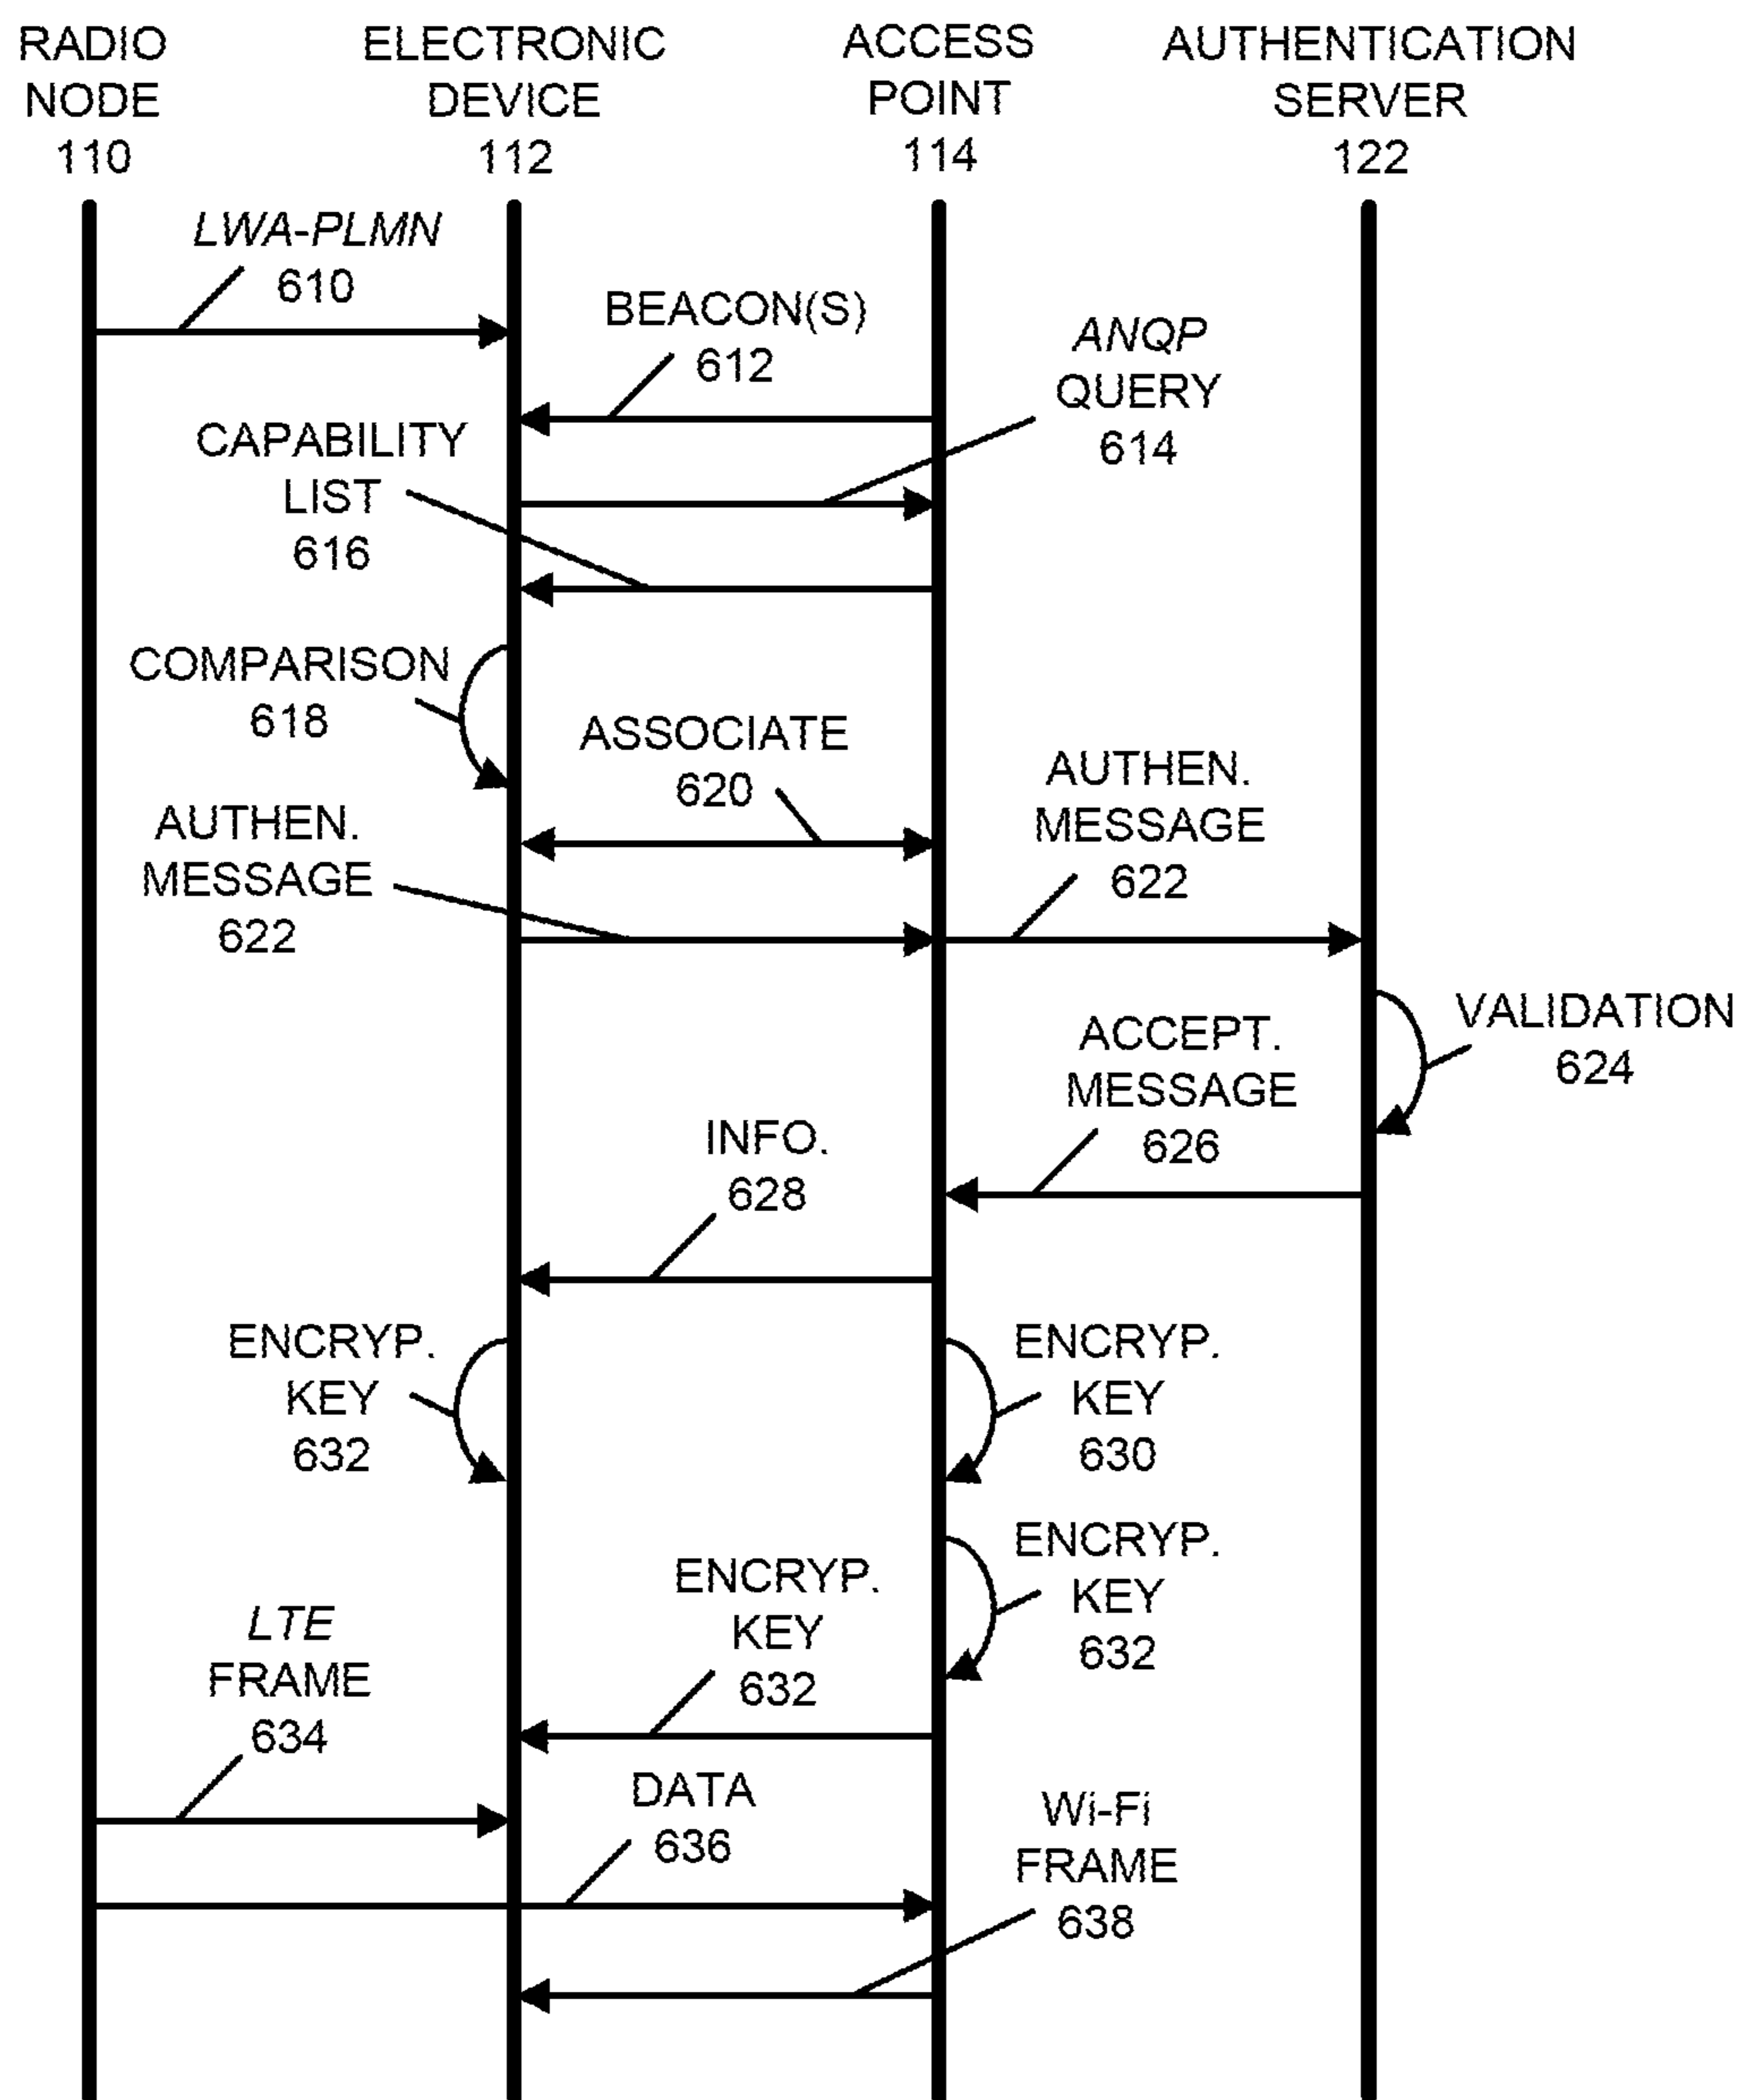 RADIO
NODE
110
ELECTRONIC
DEVICE
112
ACCESS
POINT
114
AUTHENTICATION
SERVER
122
LWA-PLMN
610
BEACON(S)
612
ANQP
QUERY
614
CAPABILITY
LIST
616
COMPARISON
618
ASSOCIATE
620
AUTHEN.
MESSAGE
622
AUTHEN.
MESSAGE
622
VALIDATION
624
ACCEPT.
MESSAGE
626
INFO.
628
ENCRYP.
KEY
632
ENCRYP.
KEY
630
ENCRYP.
KEY
632
ENCRYP.
KEY
632
LTE
FRAME
634
DATA
636
Wi-Fi
FRAME
638